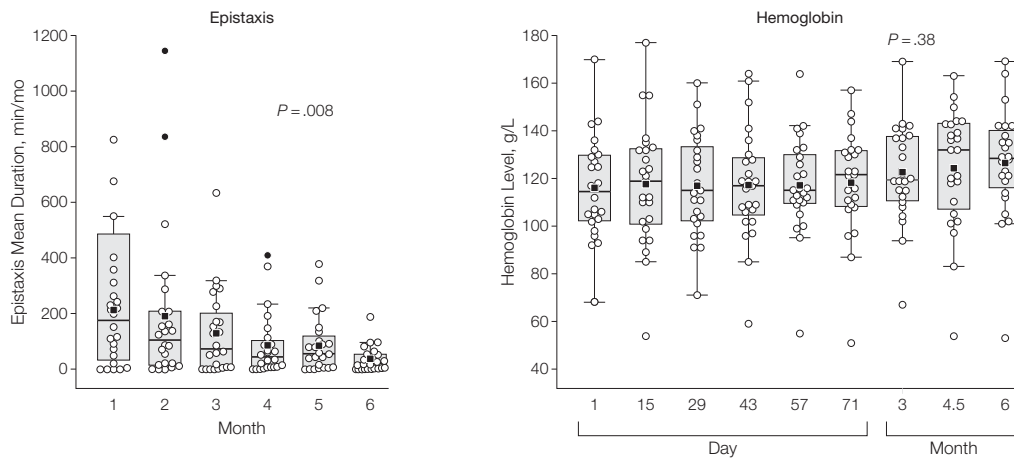 Epistaxis
Epistaxis Mean Duration, min/mo
1200
1000
800
600
400
200
0
P = .008
1 2 3 4 5 6
Month
Hemoglobin
Hemoglobin Level, g/L
180
160
140
120
100
80
60
40
P = .38
1 15 29 43 57 71 3 4.5 6
Day Month